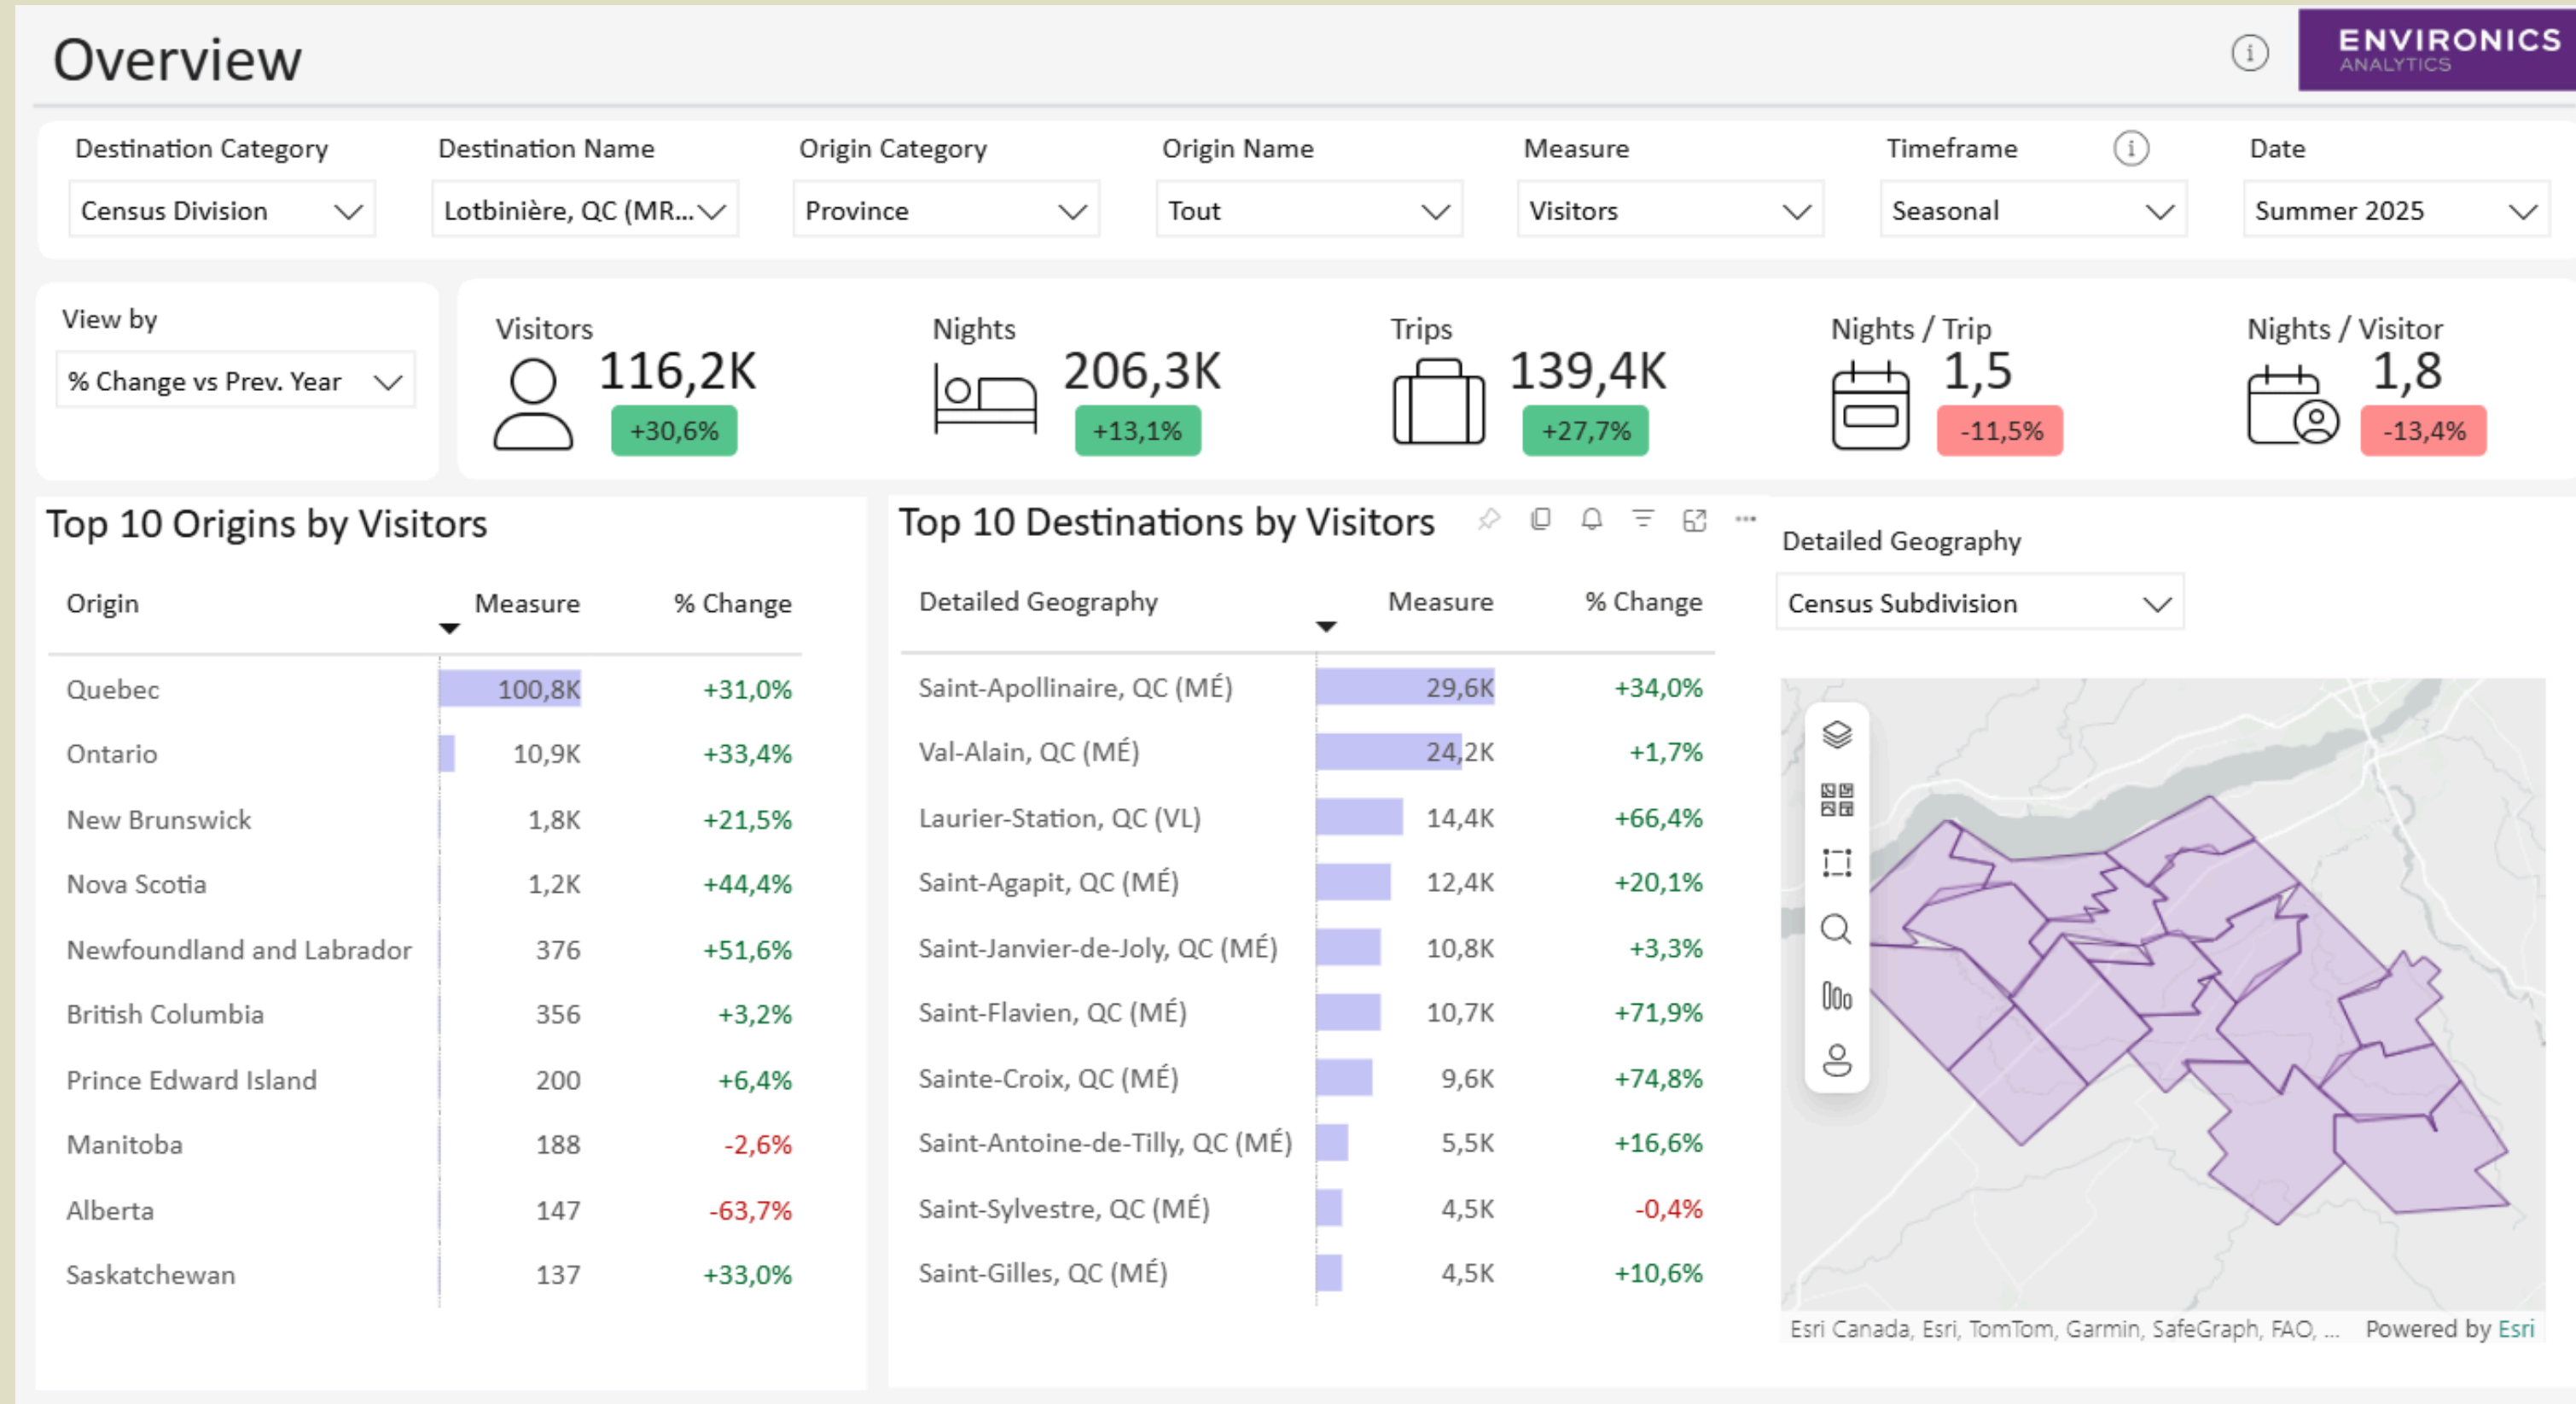 Overview
ENVIRONICS
ANALYTICS
Destination Category Destination Name Origin Category Origin Name Measure Timeframe Date
Census Division Lotbinière, QC (MR... Province Tout Visitors Seasonal Summer 2025
View by
% Change vs Prev. Year
Visitors Nights Trips Nights / Trip Nights / Visitor
116,2K 206,3K 139,4K 1,5 1,8
+30,6% +13,1% +27,7% -11,5% -13,4%
Top 10 Origins by Visitors
Origin Measure % Change
Quebec 100,8K +31,0%
Ontario 10,9K +33,4%
New Brunswick 1,8K +21,5%
Nova Scotia 1,2K +44,4%
Newfoundland and Labrador 376 +51,6%
British Columbia 356 +3,2%
Prince Edward Island 200 +6,4%
Manitoba 188 -2,6%
Alberta 147 -63,7%
Saskatchewan 137 +33,0%
Top 10 Destinations by Visitors
Detailed Geography Measure % Change
Saint-Apollinaire, QC (MÉ) 29,6K +34,0%
Val-Alain, QC (MÉ) 24,2K +1,7%
Laurier-Station, QC (VL) 14,4K +66,4%
Saint-Agapit, QC (MÉ) 12,4K +20,1%
Saint-Janvier-de-Joly, QC (MÉ) 10,8K +3,3%
Saint-Flavien, QC (MÉ) 10,7K +71,9%
Sainte-Croix, QC (MÉ) 9,6K +74,8%
Saint-Antoine-de-Tilly, QC (MÉ) 5,5K +16,6%
Saint-Sylvestre, QC (MÉ) 4,5K -0,4%
Saint-Gilles, QC (MÉ) 4,5K +10,6%
Detailed Geography
Census Subdivision
Esri Canada, Esri, TomTom, Garmin, SafeGraph, FAO, ... Powered by Esri